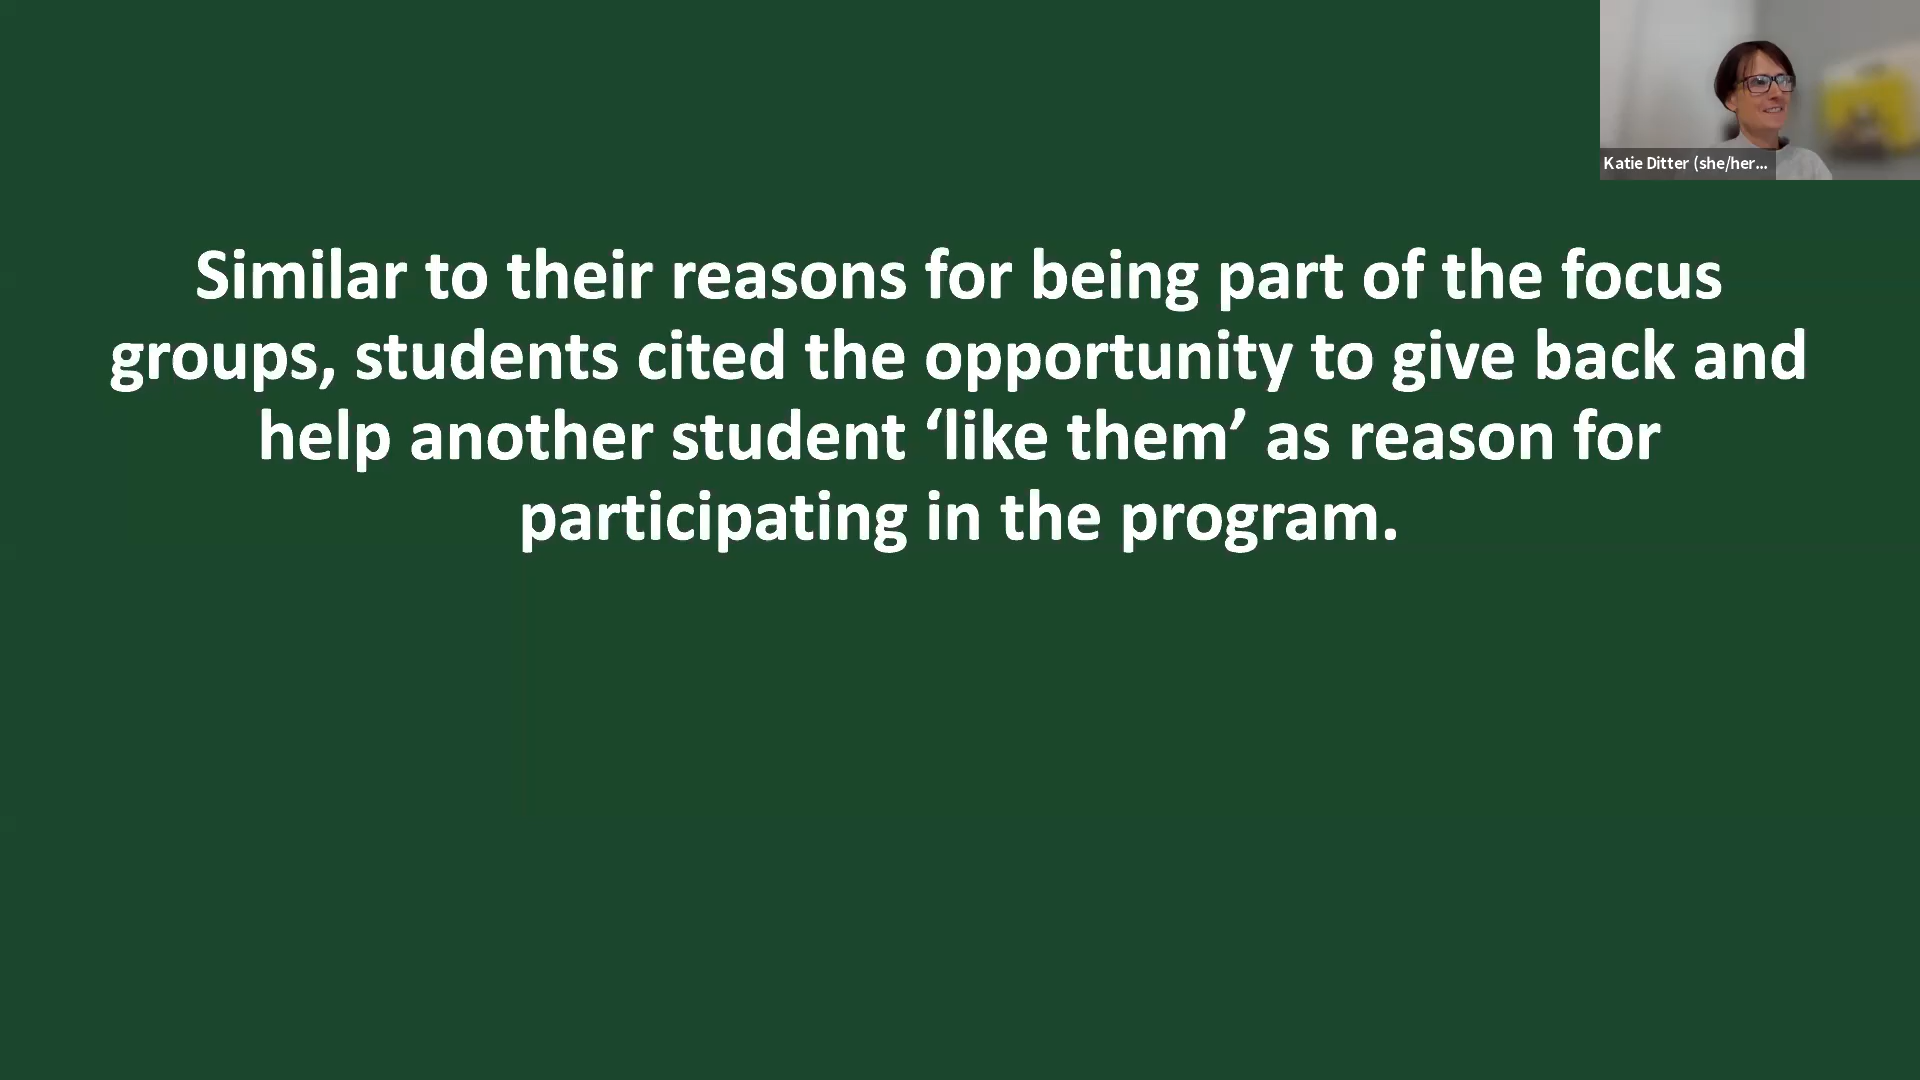 Katie Ditter (she/her...
Similar to their reasons for being part of the focus
groups, students cited the opportunity to give back and
help another student ‘like them’ as reason for
participating in the program.